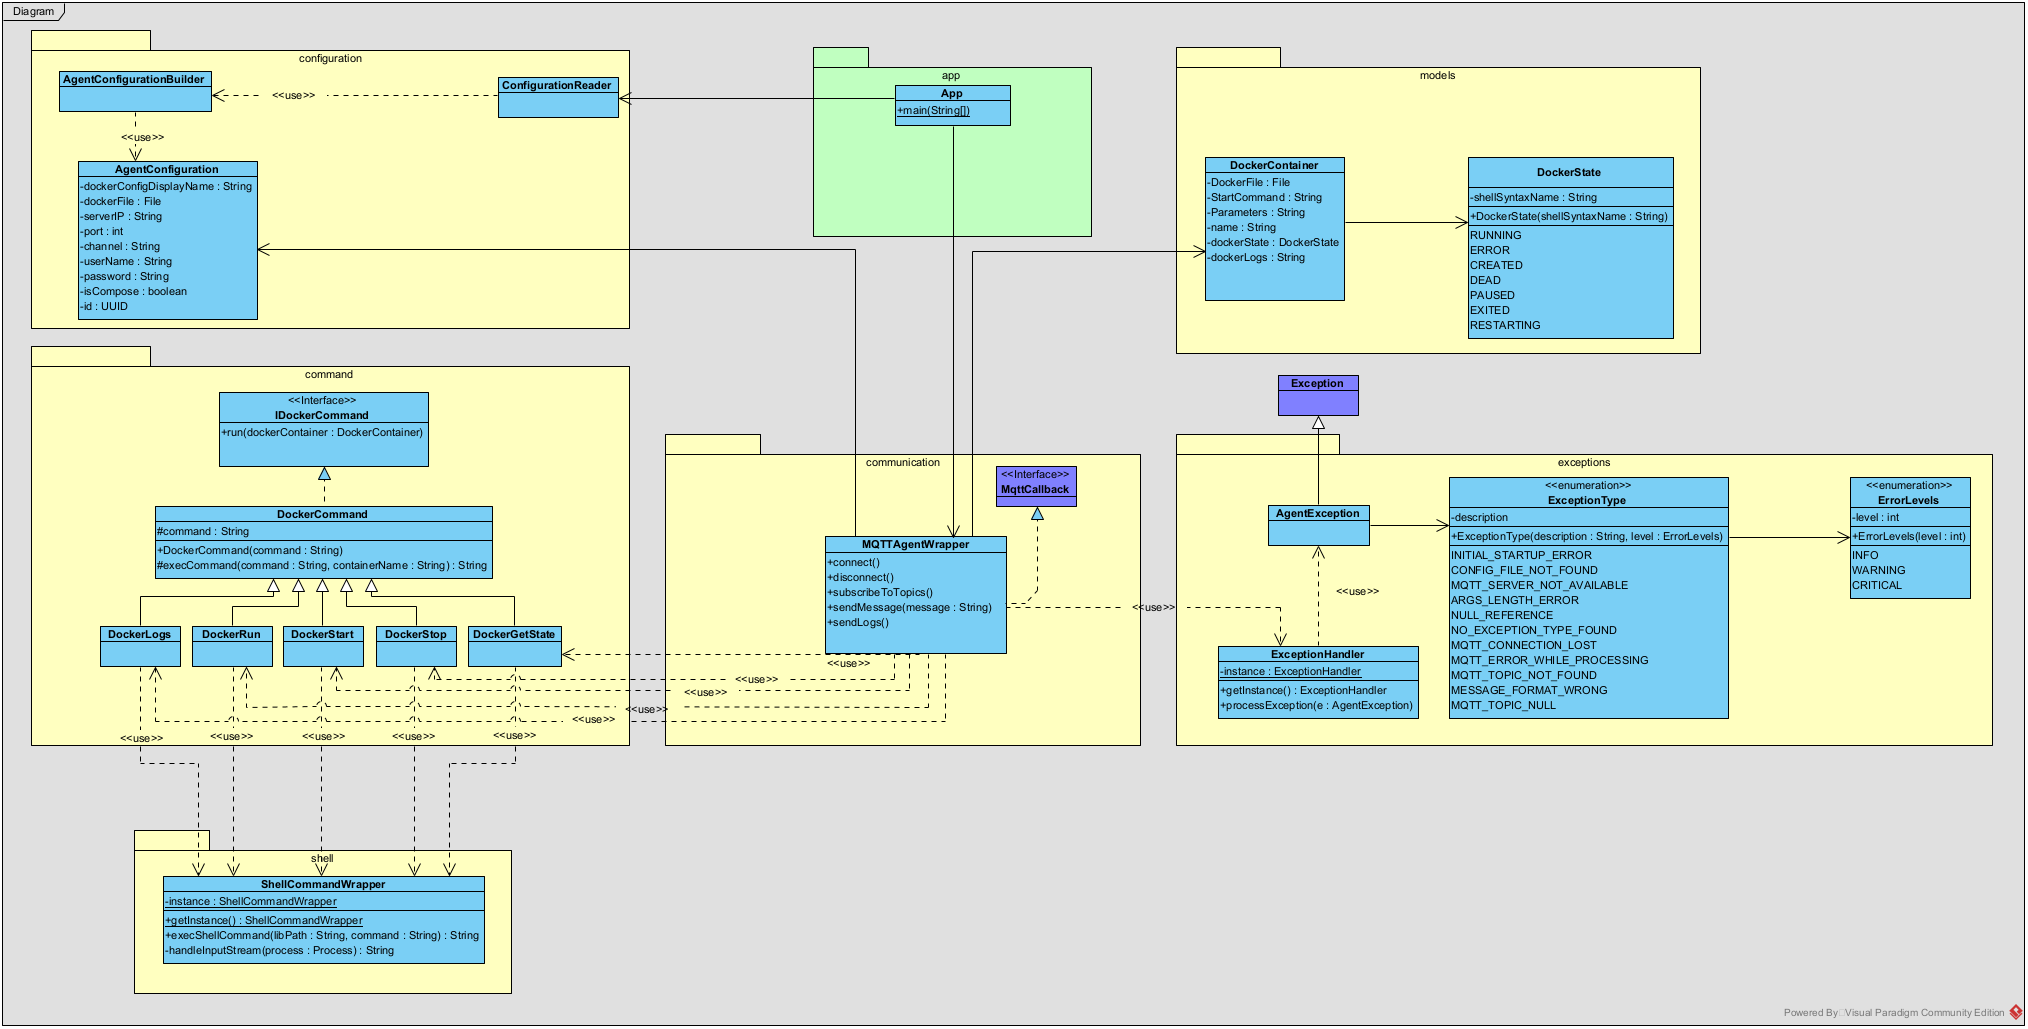 Diagram
configuration
AgentConfigurationBuilder
ConfigurationReader
<<use>>
<<use>>
AgentConfiguration
-dockerConfigDisplayName : String
-dockerFile : File
-serverIP : String
-port : int
-channel : String
-userName : String
-password : String
-isCompose : boolean
-id : UUID
app
App
+main(String[])
models
DockerContainer
-DockerFile : File
-StartCommand : String
-Parameters : String
-name : String
-dockerState : DockerState
-dockerLogs : String
DockerState
-shellSyntaxName : String
+DockerState(shellSyntaxName : String)
RUNNING
ERROR
CREATED
DEAD
PAUSED
EXITED
RESTARTING
command
<<Interface>>
IDockerCommand
+run(dockerContainer : DockerContainer)
DockerCommand
#command : String
+DockerCommand(command : String)
#execCommand(command : String, containerName : String) : String
DockerLogs
DockerRun
DockerStart
DockerStop
DockerGetState
<<use>>
<<use>>
<<use>>
<<use>>
<<use>>
communication
<<Interface>>
MqttCallback
MQTTAgentWrapper
+connect()
+disconnect()
+subscribeToTopics()
+sendMessage(message : String)
+sendLogs()
<<use>>
<<use>>
<<use>>
<<use>>
<<use>>
<<use>>
Exception
exceptions
AgentException
<<use>>
ExceptionHandler
-instance : ExceptionHandler
+getInstance() : ExceptionHandler
+processException(e : AgentException)
<<enumeration>>
ExceptionType
-description
+ExceptionType(description : String, level : ErrorLevels)
INITIAL_STARTUP_ERROR
CONFIG_FILE_NOT_FOUND
MQTT_SERVER_NOT_AVAILABLE
ARGS_LENGTH_ERROR
NULL_REFERENCE
NO_EXCEPTION_TYPE_FOUND
MQTT_CONNECTION_LOST
MQTT_ERROR_WHILE_PROCESSING
MQTT_TOPIC_NOT_FOUND
MESSAGE_FORMAT_WRONG
MQTT_TOPIC_NULL
<<enumeration>>
ErrorLevels
-level : int
+ErrorLevels(level : int)
INFO
WARNING
CRITICAL
shell
ShellCommandWrapper
-instance : ShellCommandWrapper
+getInstance() : ShellCommandWrapper
+execShellCommand(libPath : String, command : String) : String
-handleInputStream(process : Process) : String
Powered By Visual Paradigm Community Edition